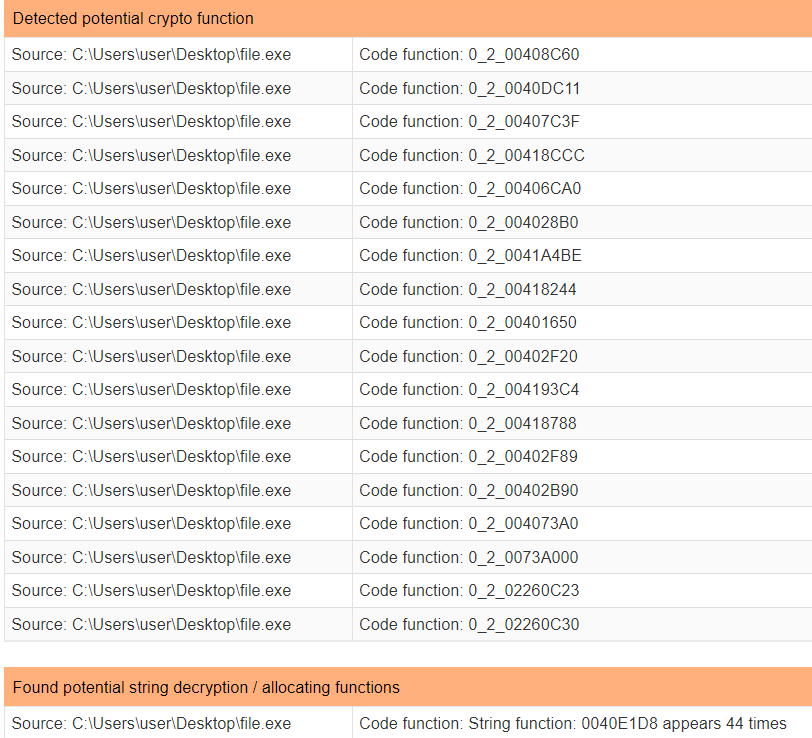 Detected potential crypto function
Source: C:\Users\user\Desktop\file.exe Code function: 0_2_00408C60
Source: C:\Users\user\Desktop\file.exe Code function: 0_2_0040DC11
Source: C:\Users\user\Desktop\file.exe Code function: 0_2_00407C3F
Source: C:\Users\user\Desktop\file.exe Code function: 0_2_00418CCC
Source: C:\Users\user\Desktop\file.exe Code function: 0_2_00406CA0
Source: C:\Users\user\Desktop\file.exe Code function: 0_2_004028B0
Source: C:\Users\user\Desktop\file.exe Code function: 0_2_0041A4BE
Source: C:\Users\user\Desktop\file.exe Code function: 0_2_00418244
Source: C:\Users\user\Desktop\file.exe Code function: 0_2_00401650
Source: C:\Users\user\Desktop\file.exe Code function: 0_2_00402F20
Source: C:\Users\user\Desktop\file.exe Code function: 0_2_004193C4
Source: C:\Users\user\Desktop\file.exe Code function: 0_2_00418788
Source: C:\Users\user\Desktop\file.exe Code function: 0_2_00402F89
Source: C:\Users\user\Desktop\file.exe Code function: 0_2_00402B90
Source: C:\Users\user\Desktop\file.exe Code function: 0_2_004073A0
Source: C:\Users\user\Desktop\file.exe Code function: 0_2_0073A000
Source: C:\Users\user\Desktop\file.exe Code function: 0_2_02260C23
Source: C:\Users\user\Desktop\file.exe Code function: 0_2_02260C30
Found potential string decryption / allocating functions
Source: C:\Users\user\Desktop\file.exe Code function: String function: 0040E1D8 appears 44 times